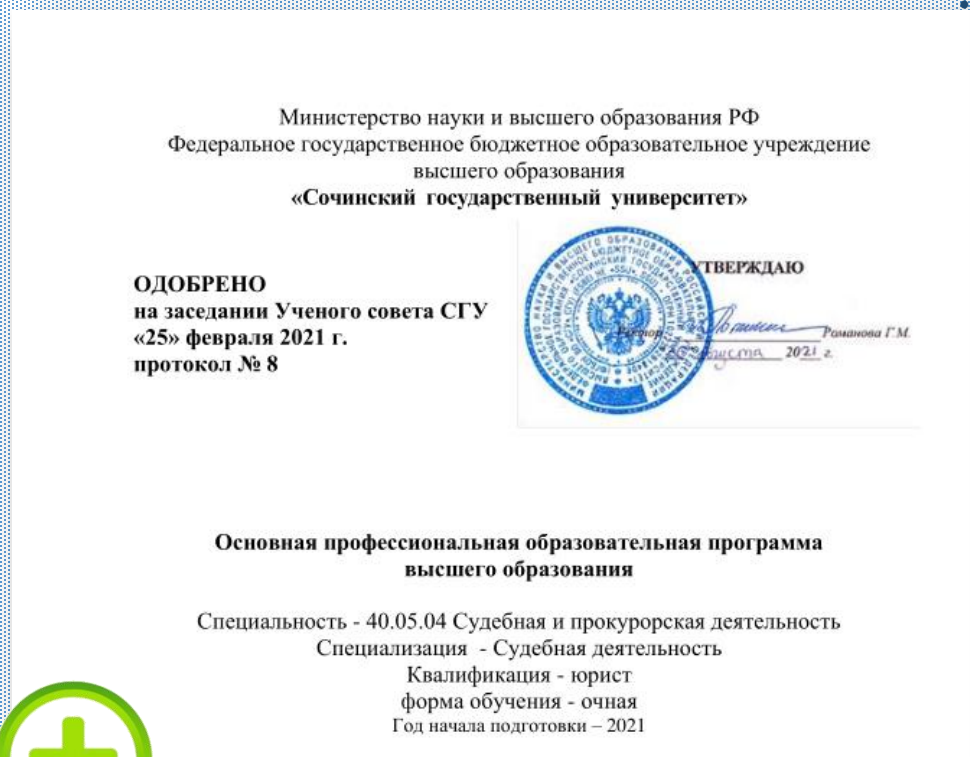 Министерство науки и высшего образования РФ
Федеральное государственное бюджетное образовательное учреждение
высшего образования
«Сочинский государственный университет»
ОДОБРЕНО
на заседании Ученого совета СГУ
«25» февраля 2021 г.
протокол № 8
УТВЕРЖДАЮ
Ректор Романова Г.М.
августа 2021 г.
Основная профессиональная образовательная программа
высшего образования
Специальность - 40.05.04 Судебная и прокурорская деятельность
Специализация - Судебная деятельность
Квалификация - юрист
форма обучения - очная
Год начала подготовки – 2021